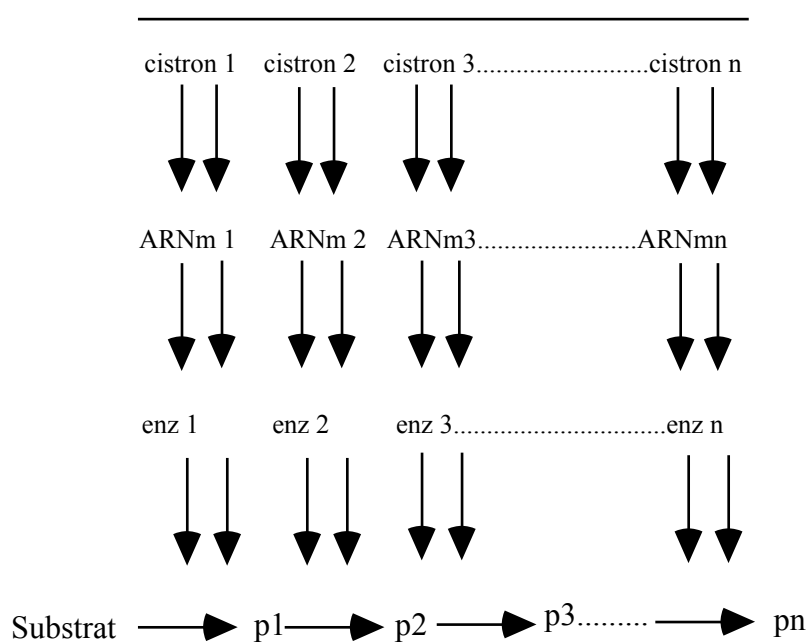 cistron 1 cistron 2 cistron 3.........................cistron n
ARNm 1 ARNm 2 ARNm3.......................ARNmn
enz 1 enz 2 enz 3...............................enz n
Substrat p1 p2 p3......... pn